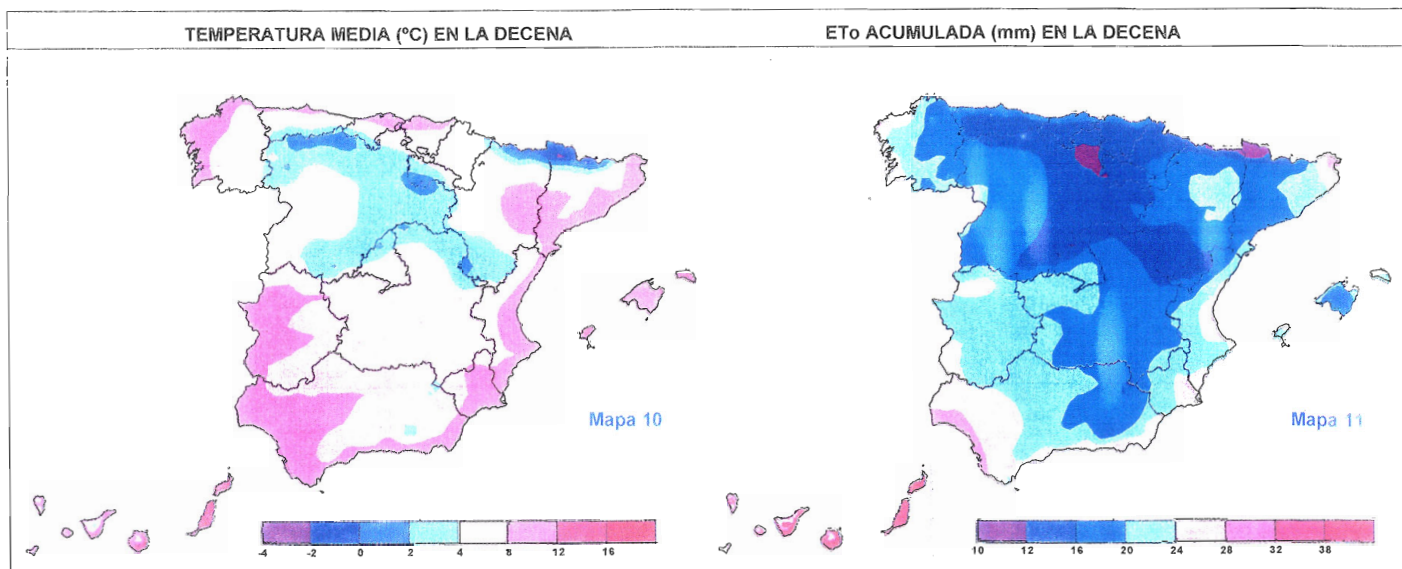 TEMPERATURA MEDIA (ºC) EN LA DECENA
ETo ACUMULADA (mm) EN LA DECENA
Mapa 10
Mapa 11
-4 -2 0 2 4 8 12 16
10 12 16 20 24 28 32 38